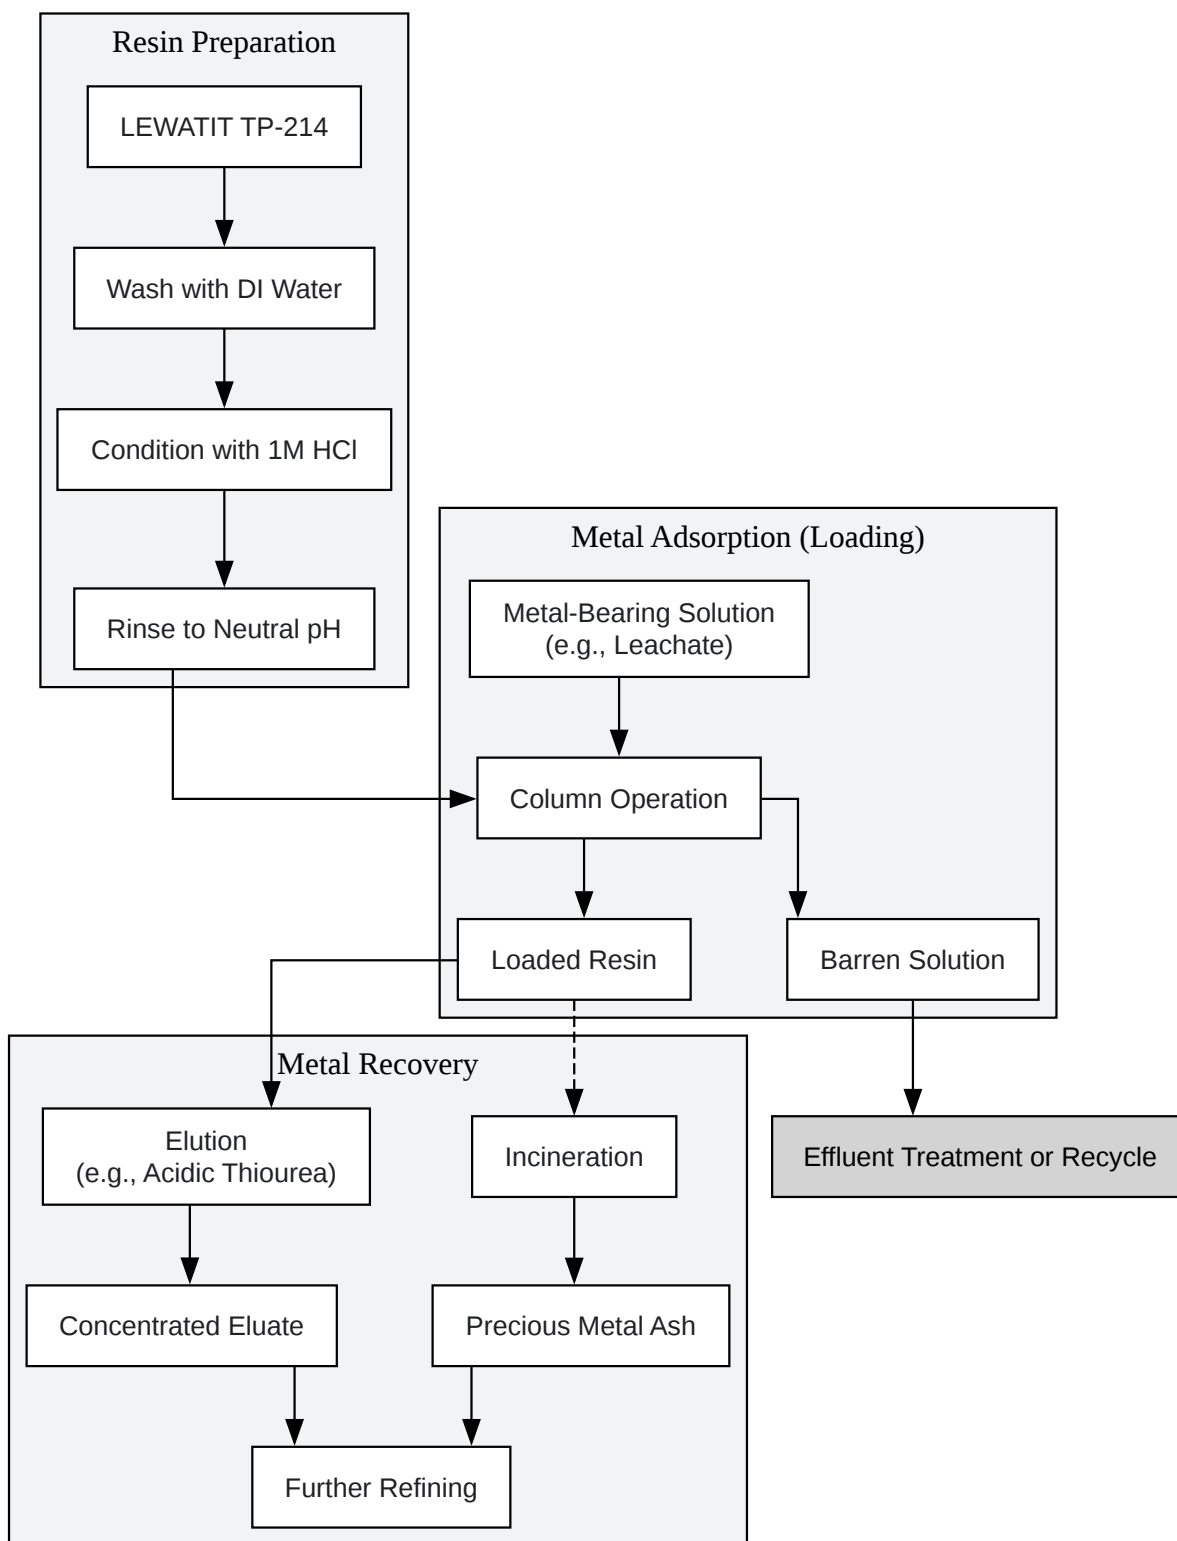 Resin Preparation
LEWATIT TP-214
Wash with DI Water
Condition with 1M HCl
Rinse to Neutral pH
Metal Adsorption (Loading)
Metal-Bearing Solution
(e.g., Leachate)
Column Operation
Loaded Resin
Barren Solution
Metal Recovery
Elution
(e.g., Acidic Thiourea)
Incineration
Effluent Treatment or Recycle
Concentrated Eluate
Precious Metal Ash
Further Refining